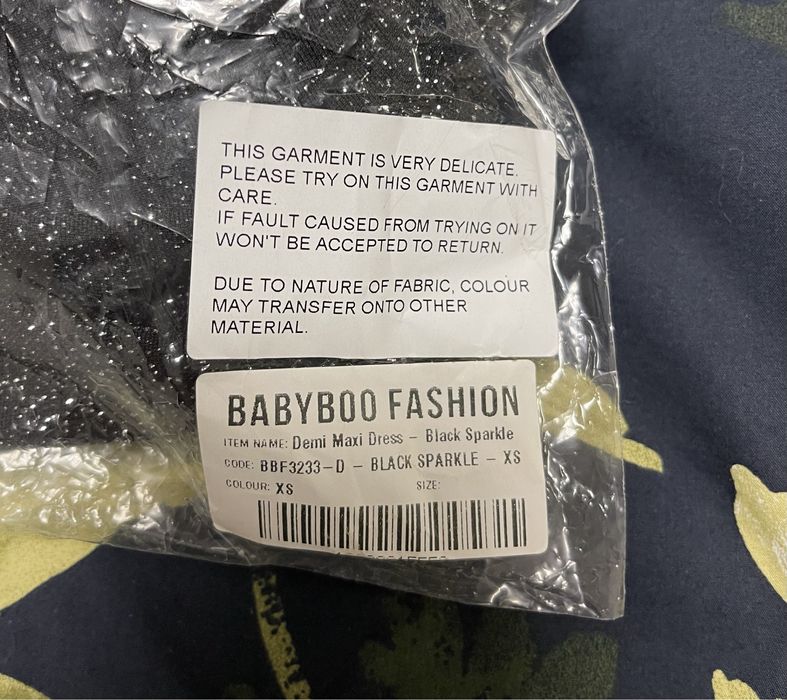 THIS GARMENT IS VERY DELICATE.
PLEASE TRY ON THIS GARMENT WITH
CARE.
IF FAULT CAUSED FROM TRYING ON IT
WON'T BE ACCEPTED TO RETURN.
DUE TO NATURE OF FABRIC, COLOUR
MAY TRANSFER ONTO OTHER
MATERIAL.
BABYBOO FASHION
ITEM NAME: Demi Maxi Dress - Black Sparkle
CODE: BBF3233-D - BLACK SPARKLE - XS
COLOUR: XS SIZE: